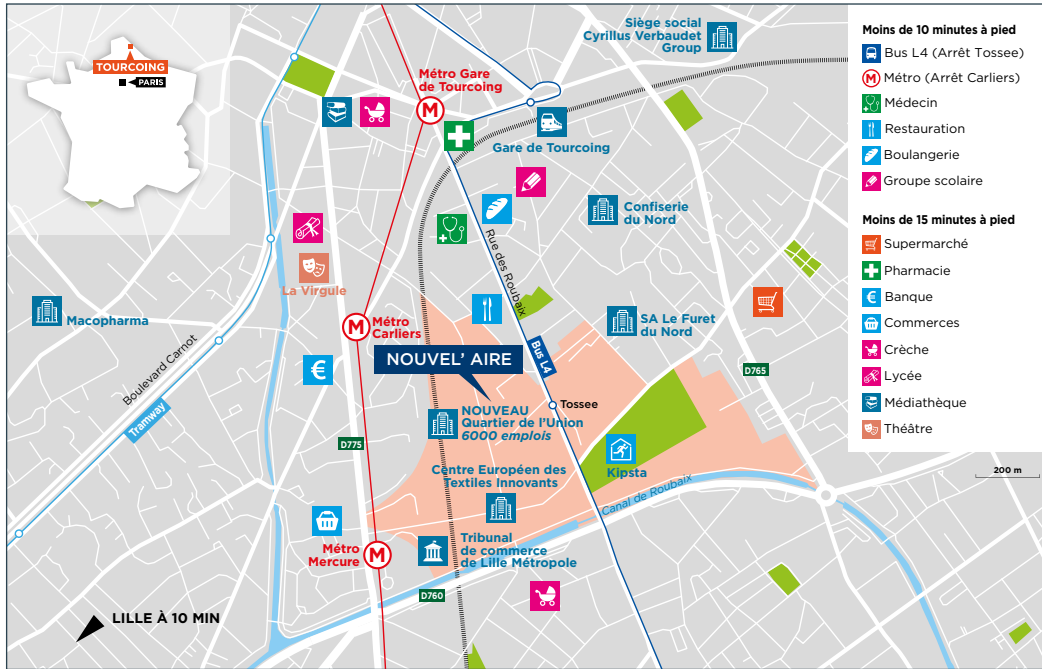 TOURCOING
PARIS
Siège social
Cyrillus Verbaudet
Group
Métro Gare
de Tourcoing
M
Gare de Tourcoing
Confiserie
du Nord
Rue des Roubaix
La Virgule
Macopharma
Boulevard Carnot
Tramway
M
Métro
Carliers
SA Le Furet
du Nord
NOUVEL' AIRE
Bus L4
D765
€
Tossee
NOUVEAU
Quartier de l'Union
6000 emplois
D775
Kipsta
Centre Européen des
Textiles Innovants
Canal de Roubaix
Métro
Mercure
M
Tribunal
de commerce
de Lille Métropole
D760
LILLE À 10 MIN
Moins de 10 minutes à pied
Bus L4 (Arrêt Tossee)
M Métro (Arrêt Carliers)
Médecin
Restauration
Boulangerie
Groupe scolaire
Moins de 15 minutes à pied
Supermarché
Pharmacie
€ Banque
Commerces
Crèche
Lycée
Médiathèque
Théâtre
200 m